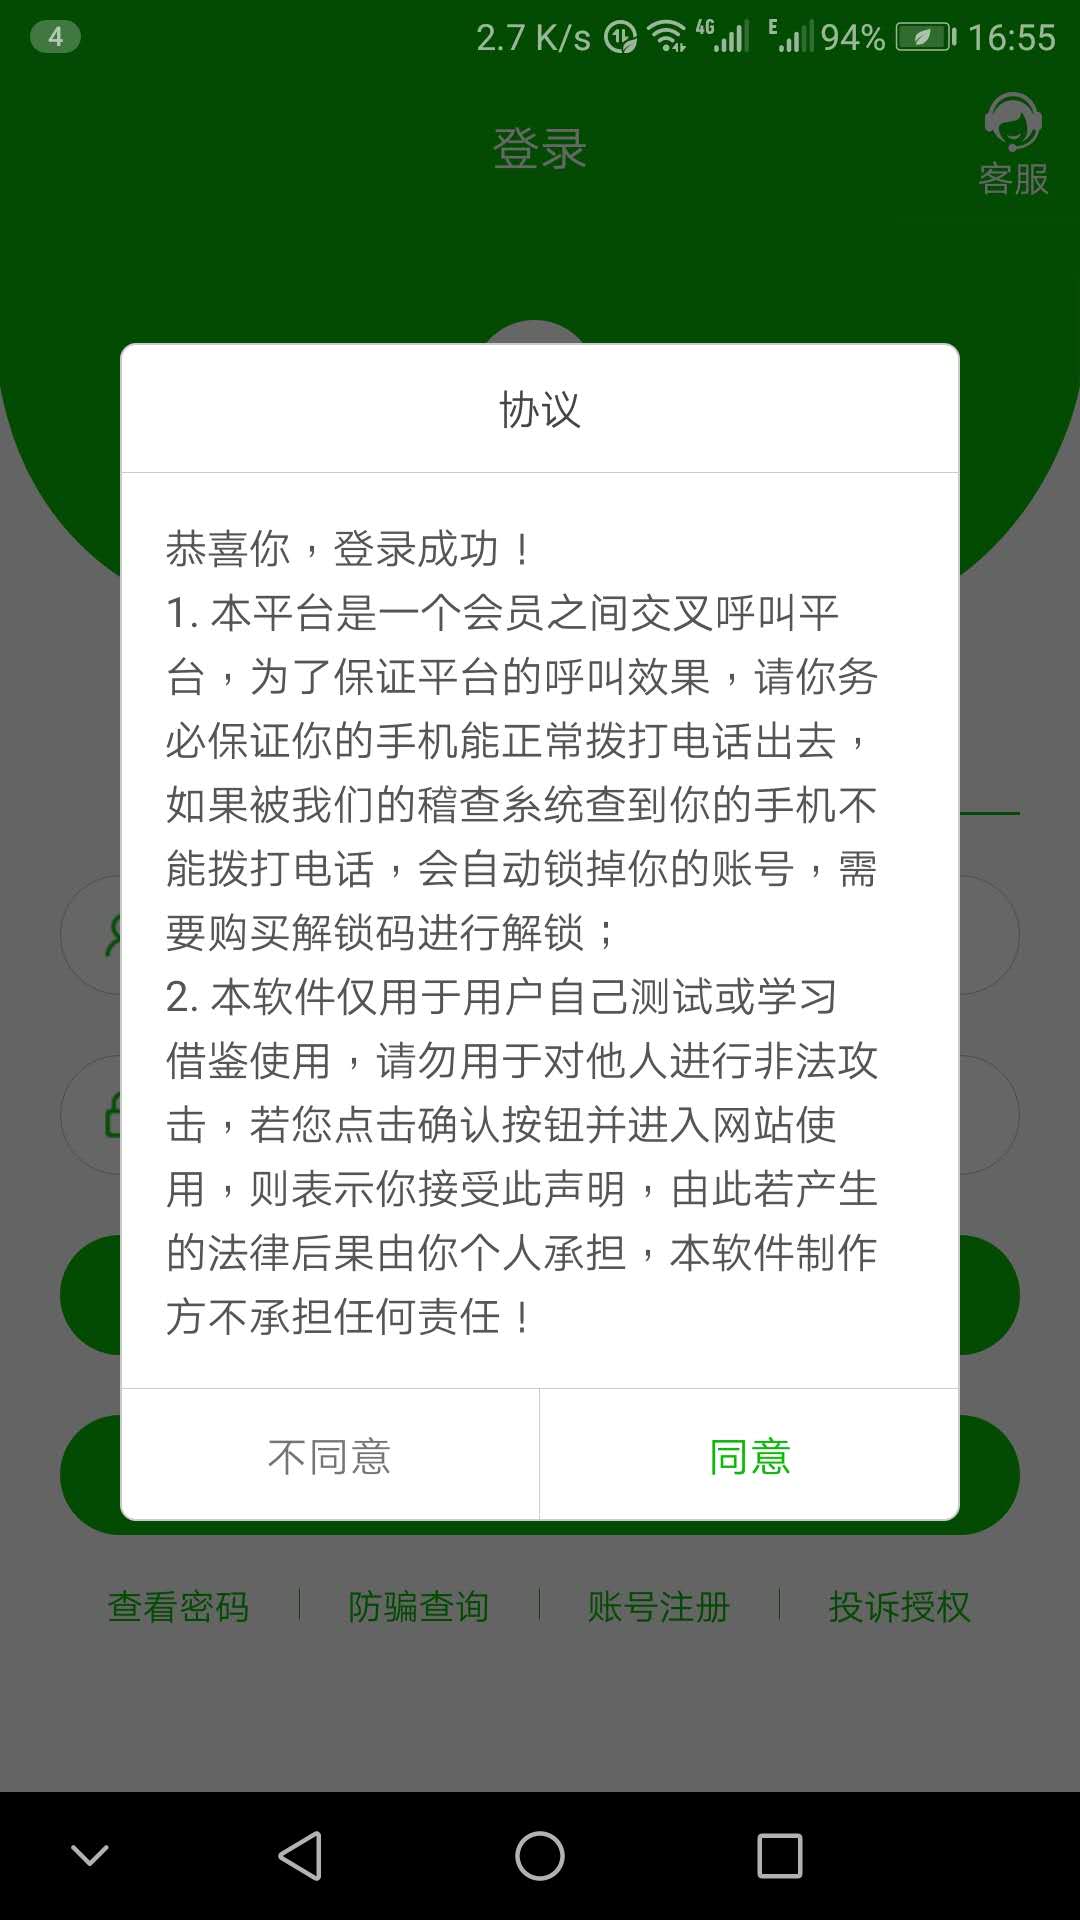 4
2.7 K/s 4G E 94% 16:55
登录
客服
协议
恭喜你，登录成功！
1. 本平台是一个会员之间交叉呼叫平
台，为了保证平台的呼叫效果，请你务
必保证你的手机能正常拨打电话出去，
如果被我们的稽查系统查到你的手机不
能拨打电话，会自动锁掉你的账号，需
要购买解锁码进行解锁；
2. 本软件仅用于用户自己测试或学习
借鉴使用，请勿用于对他人进行非法攻
击，若您点击确认按钮并进入网站使
用，则表示你接受此声明，由此若产生
的法律后果由你个人承担，本软件制作
方不承担任何责任！
不同意
同意
查看密码
防骗查询
账号注册
投诉授权